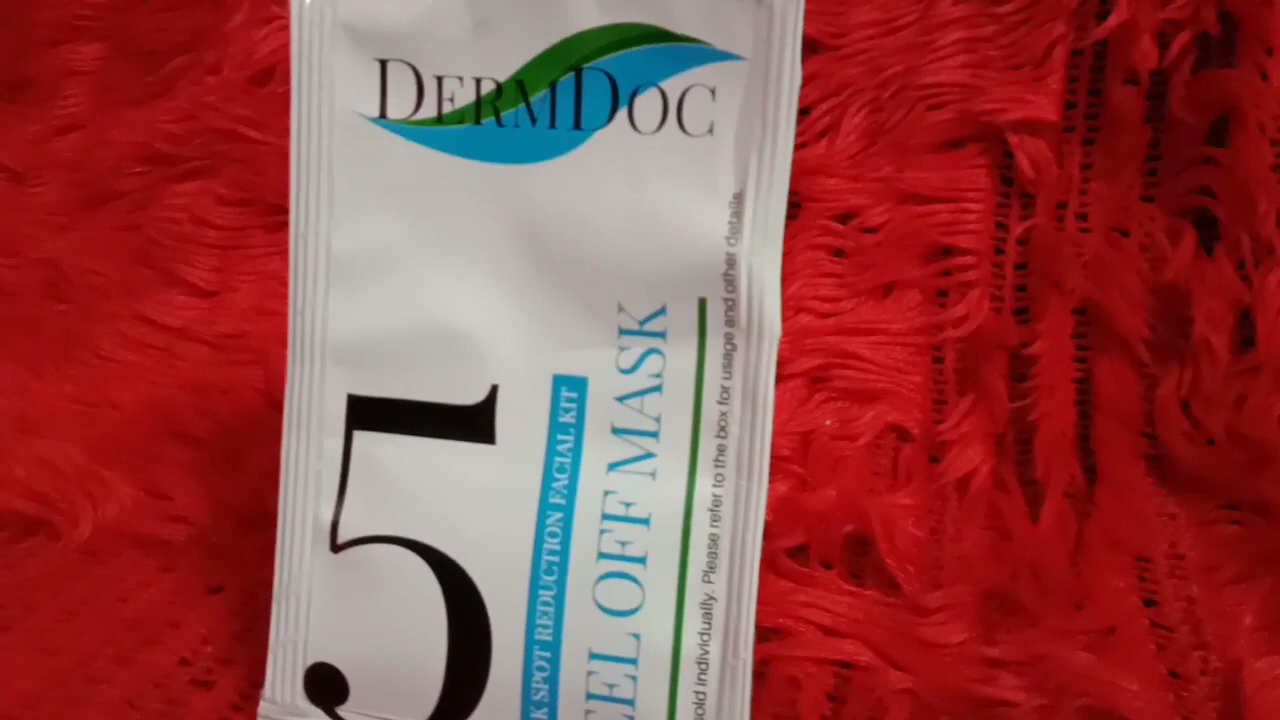 DERMDOC
5
K SPOT REDUCTION FACIAL KIT
EEL OFF MASK
sold individually. Please refer to the box for usage and other details.